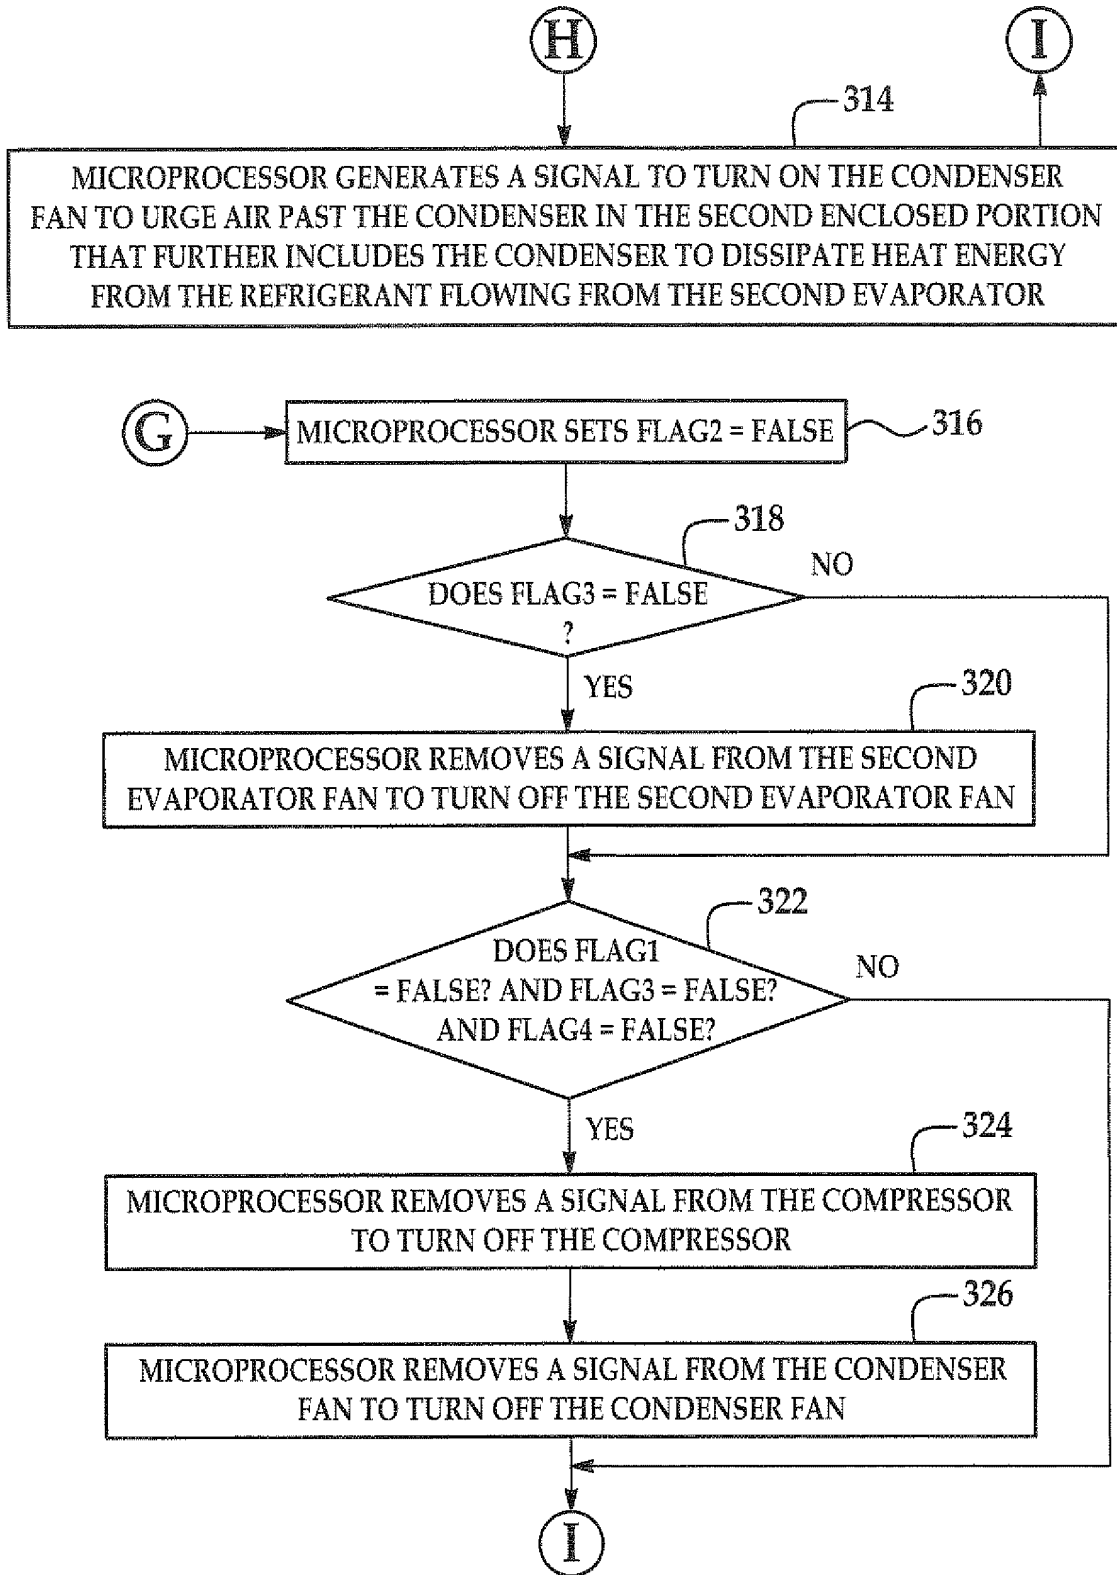 H
I
314
MICROPROCESSOR GENERATES A SIGNAL TO TURN ON THE CONDENSER
FAN TO URGE AIR PAST THE CONDENSER IN THE SECOND ENCLOSED PORTION
THAT FURTHER INCLUDES THE CONDENSER TO DISSIPATE HEAT ENERGY
FROM THE REFRIGERANT FLOWING FROM THE SECOND EVAPORATOR
G
MICROPROCESSOR SETS FLAG2 = FALSE
316
318
NO
DOES FLAG3 = FALSE
?
YES
320
MICROPROCESSOR REMOVES A SIGNAL FROM THE SECOND
EVAPORATOR FAN TO TURN OFF THE SECOND EVAPORATOR FAN
322
DOES FLAG1
NO
= FALSE? AND FLAG3 = FALSE?
AND FLAG4 = FALSE?
YES
324
MICROPROCESSOR REMOVES A SIGNAL FROM THE COMPRESSOR
TO TURN OFF THE COMPRESSOR
326
MICROPROCESSOR REMOVES A SIGNAL FROM THE CONDENSER
FAN TO TURN OFF THE CONDENSER FAN
I